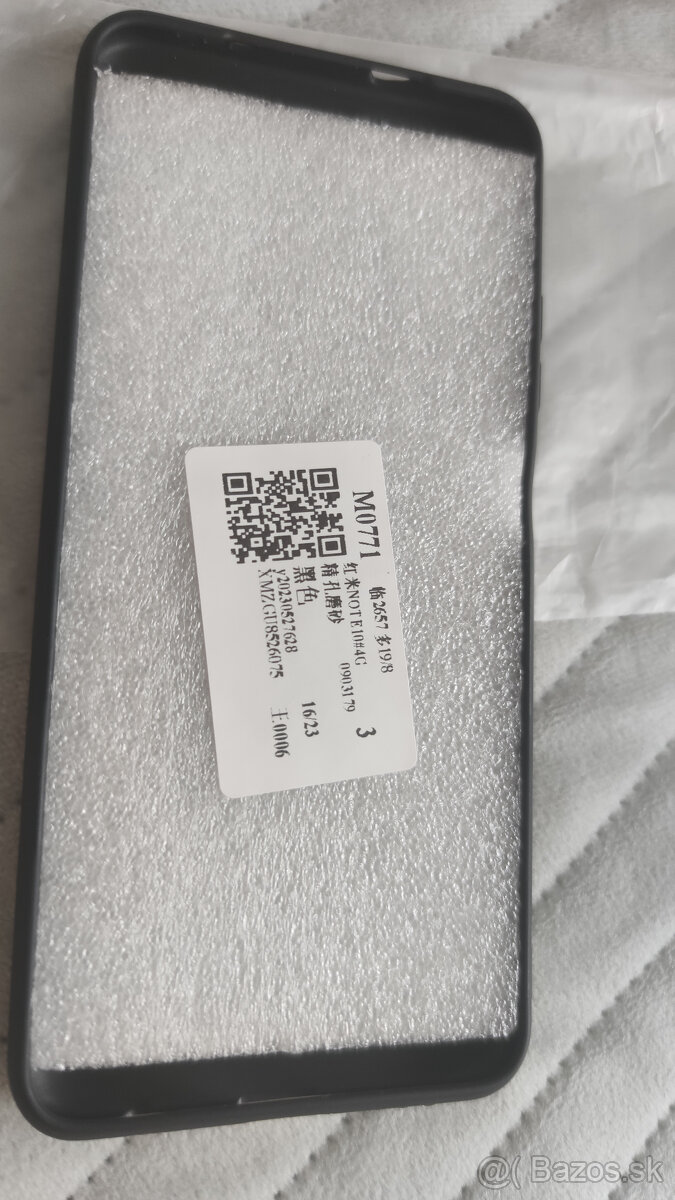 M0771 临2657 多19/8
红米NOTE10#4G 0903179 3
精孔磨砂
黑色 16/23
y20230527628
XMZGU8526075 王0006
@( Bazos.sk